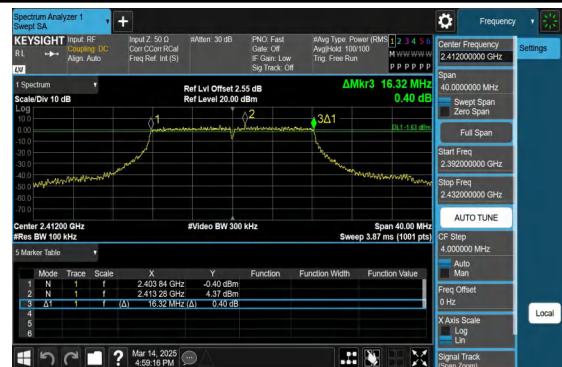 Spectrum Analyzer 1
Swept SA
+
Frequency
KEYSIGHT
RL
Input: RF
Coupling: DC
Align: Auto
Input Z: 50 Ω
Corr CCorr RCal
Freq Ref: Int (S)
#Atten: 30 dB
PNO: Fast
Gate: Off
IF Gain: Low
Sig Track: Off
#Avg Type: Power (RMS)
Avg|Hold: 100/100
Trig: Free Run
1 2 3 4 5 6
M W W W W W
P P P P P P
LXI
Center Frequency
2.412000000 GHz
Settings
Span
40.0000000 MHz
Swept Span
Zero Span
Full Span
Start Freq
2.392000000 GHz
Stop Freq
2.432000000 GHz
AUTO TUNE
CF Step
4.000000 MHz
Auto
Man
Freq Offset
0 Hz
X Axis Scale
Log
Lin
Signal Track
(Span Zoom)
Local
1 Spectrum
Scale/Div 10 dB
Ref Lvl Offset 2.55 dB
Ref Level 20.00 dBm
ΔMkr3 16.32 MHz
0.40 dB
Log
10.0
0.00
-10.0
-20.0
-30.0
-40.0
-50.0
-60.0
-70.0
1
2
3Δ1
DL1 -1.63 dBm
Center 2.41200 GHz
#Res BW 100 kHz
#Video BW 300 kHz
Span 40.00 MHz
Sweep 3.87 ms (1001 pts)
5 Marker Table
Mode Trace Scale X Y Function Function Width Function Value
1 N 1 f 2.403 84 GHz -0.40 dBm
2 N 1 f 2.413 28 GHz 4.37 dBm
3 Δ1 1 f (Δ) 16.32 MHz (Δ) 0.40 dB
4
5
6
?
Mar 14, 2025
4:59:16 PM